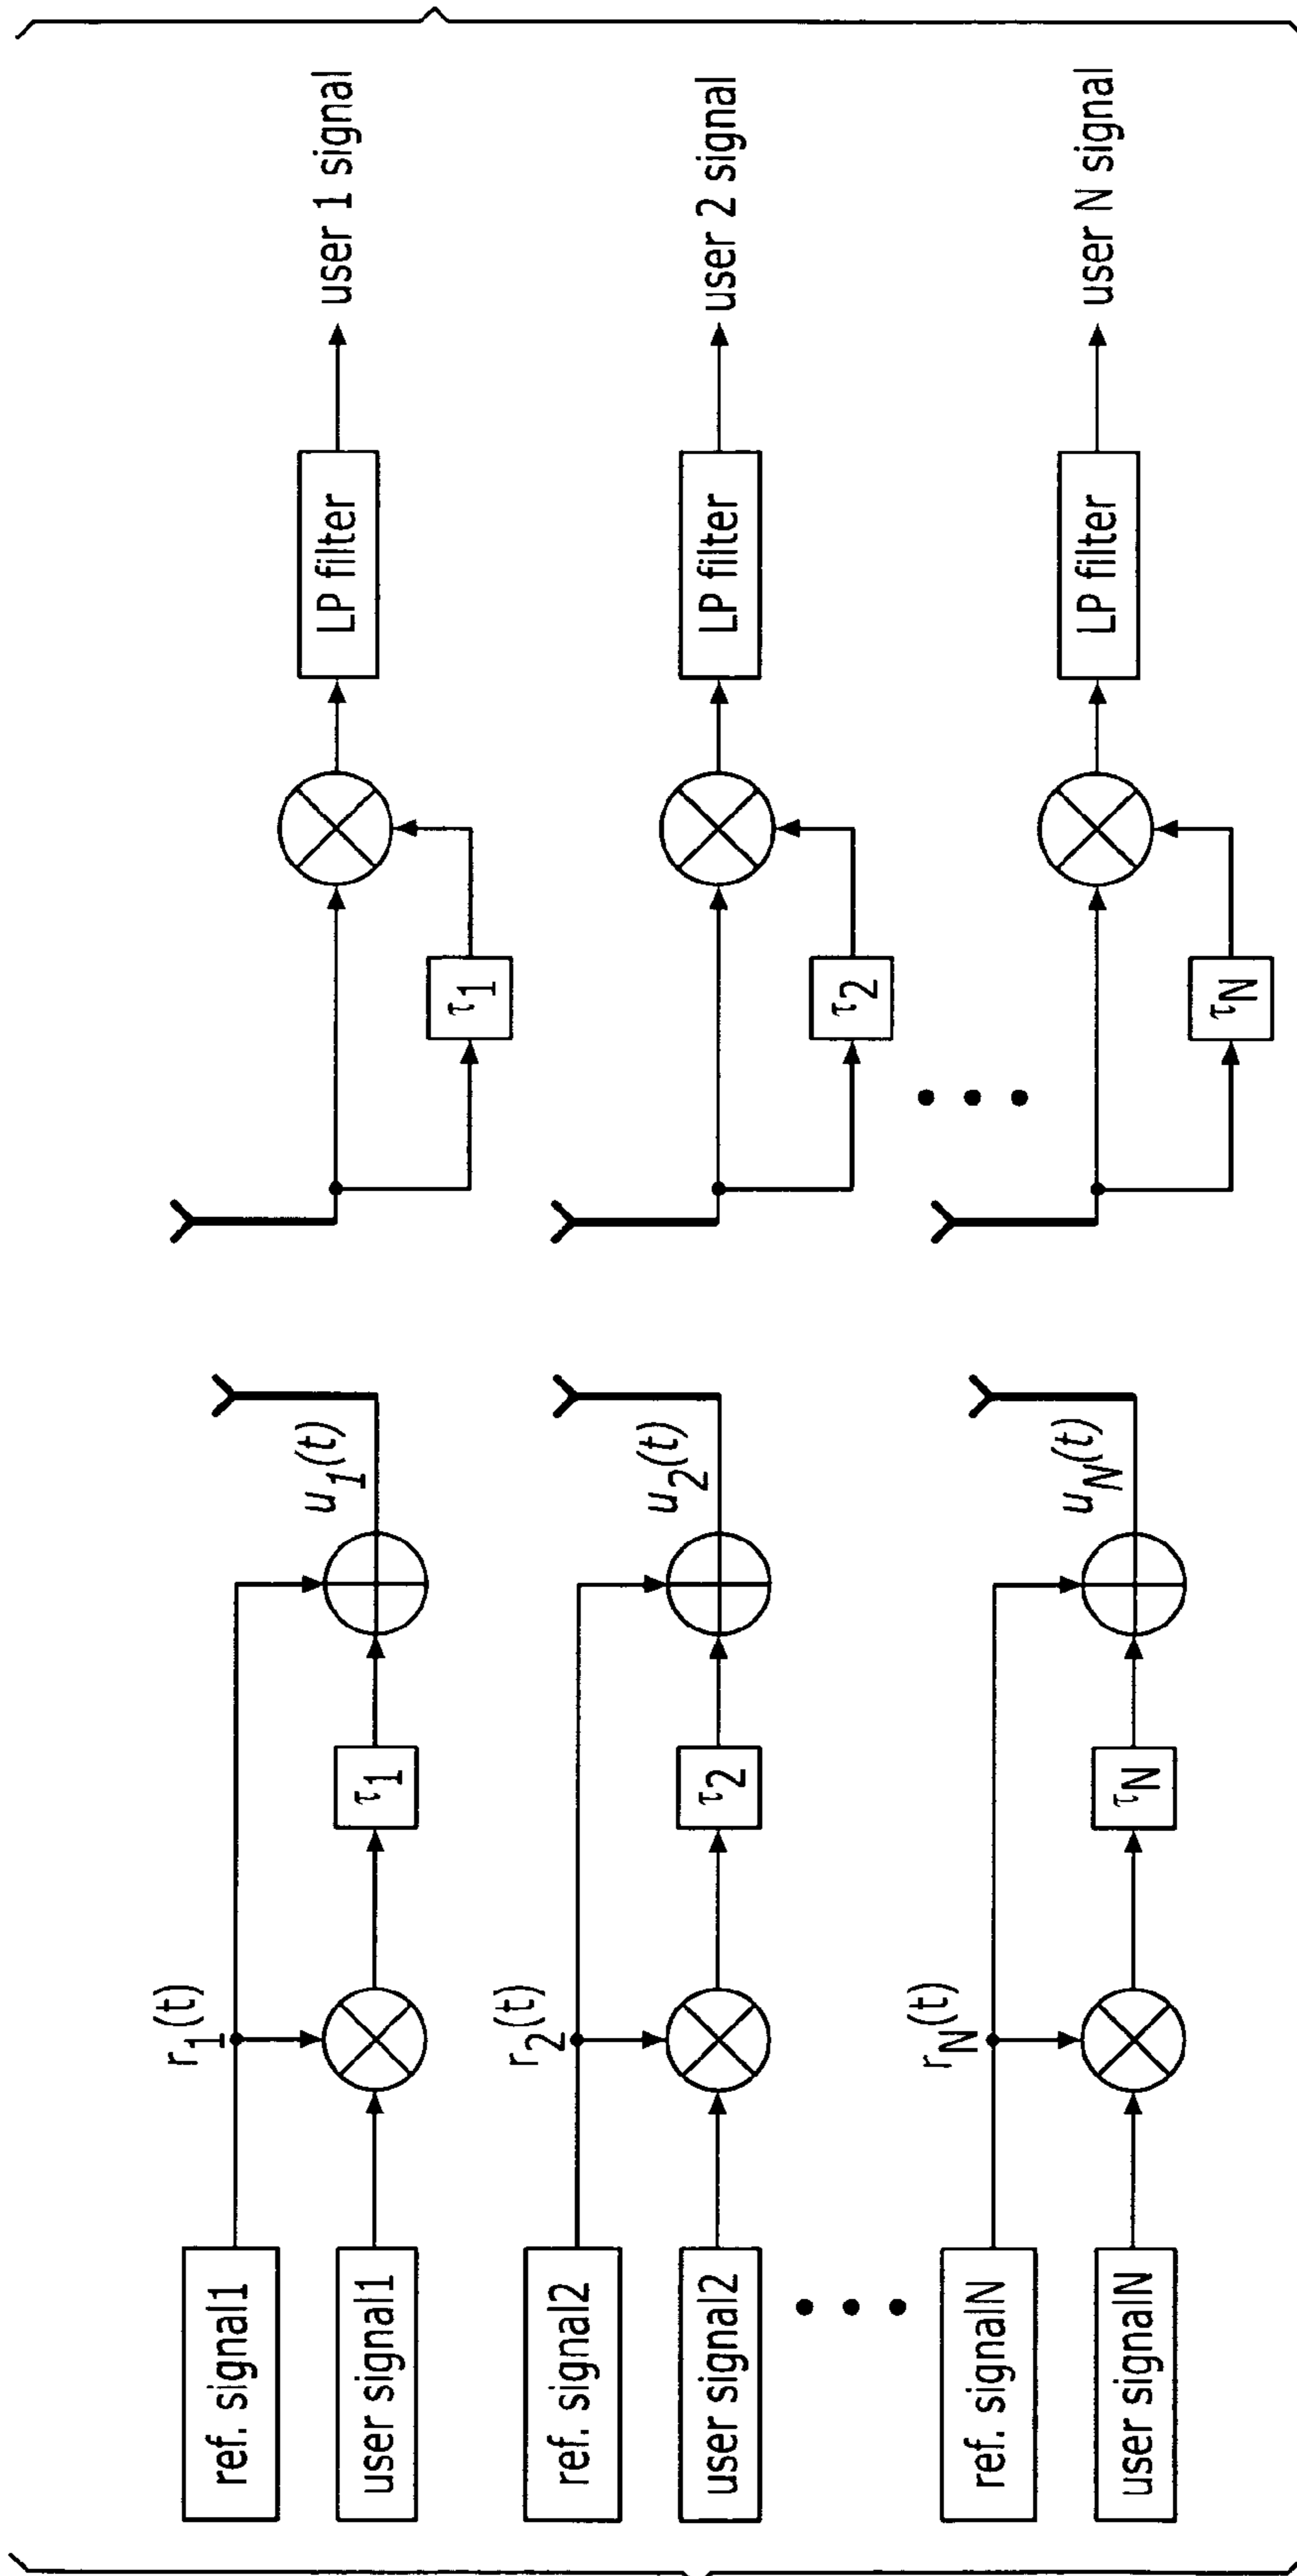 ref. signal1
r1(t)
user signal1
τ1
u1(t)
τ1
LP filter
user 1 signal
ref. signal2
r2(t)
user signal2
τ2
u2(t)
τ2
LP filter
user 2 signal
ref. signalN
rN(t)
user signalN
τN
uN(t)
τN
LP filter
user N signal